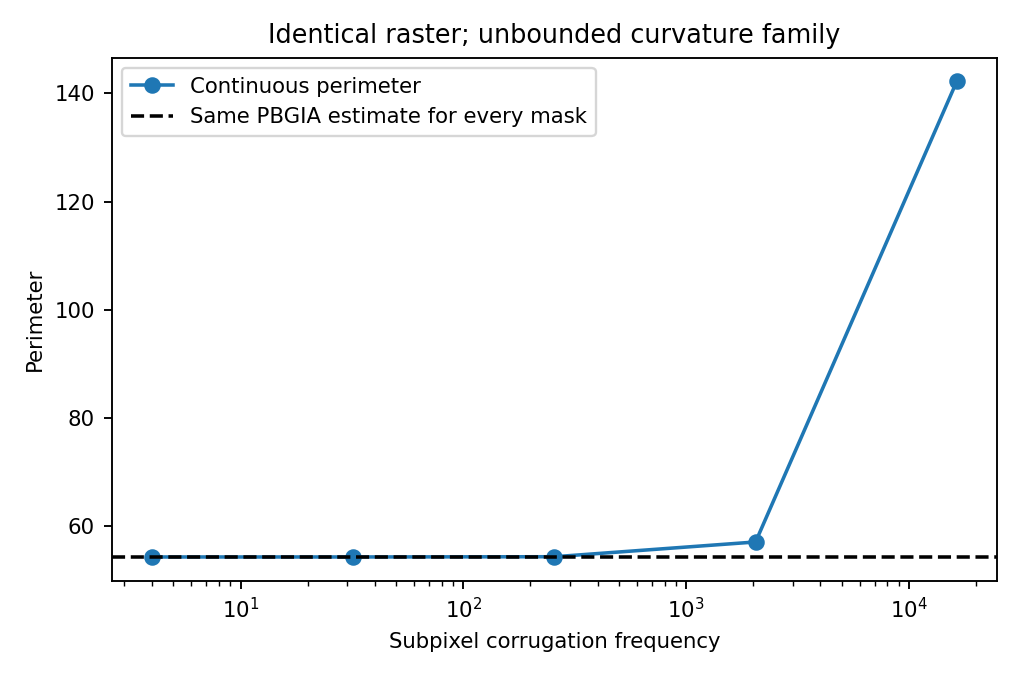 Identical raster; unbounded curvature family
Continuous perimeter
Same PBGIA estimate for every mask
Perimeter
140
120
100
80
60
10¹
10²
10³
10⁴
Subpixel corrugation frequency